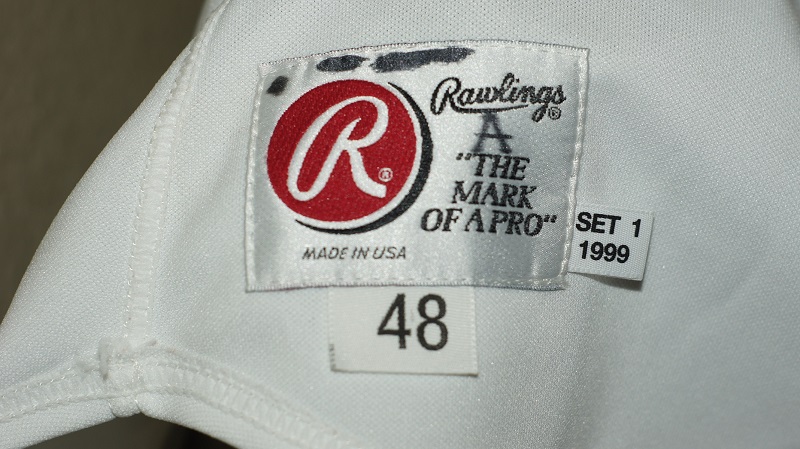 R®
Rawlings®
A
"THE
MARK
OF A PRO"
MADE IN USA
SET 1
1999
48